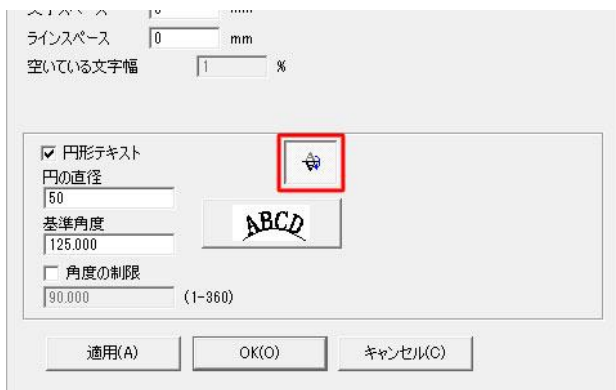 ラインスペース 0 mm
空いている文字幅 1 %
円形テキスト
円の直径
50
基準角度
125.000
ABCD
角度の制限
90.000 (1-360)
適用(A) OK(O) キャンセル(C)